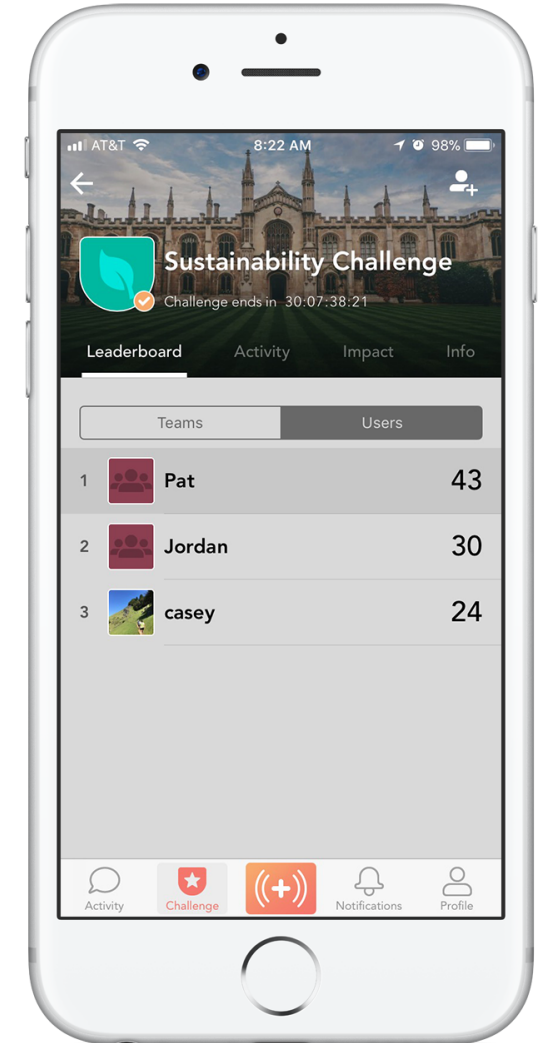 AT&T 8:22 AM 98%
Sustainability Challenge
Challenge ends in 30:07:38:21
Leaderboard Activity Impact Info
Teams Users
1 Pat 43
2 Jordan 30
3 casey 24
Activity Challenge Notifications Profile